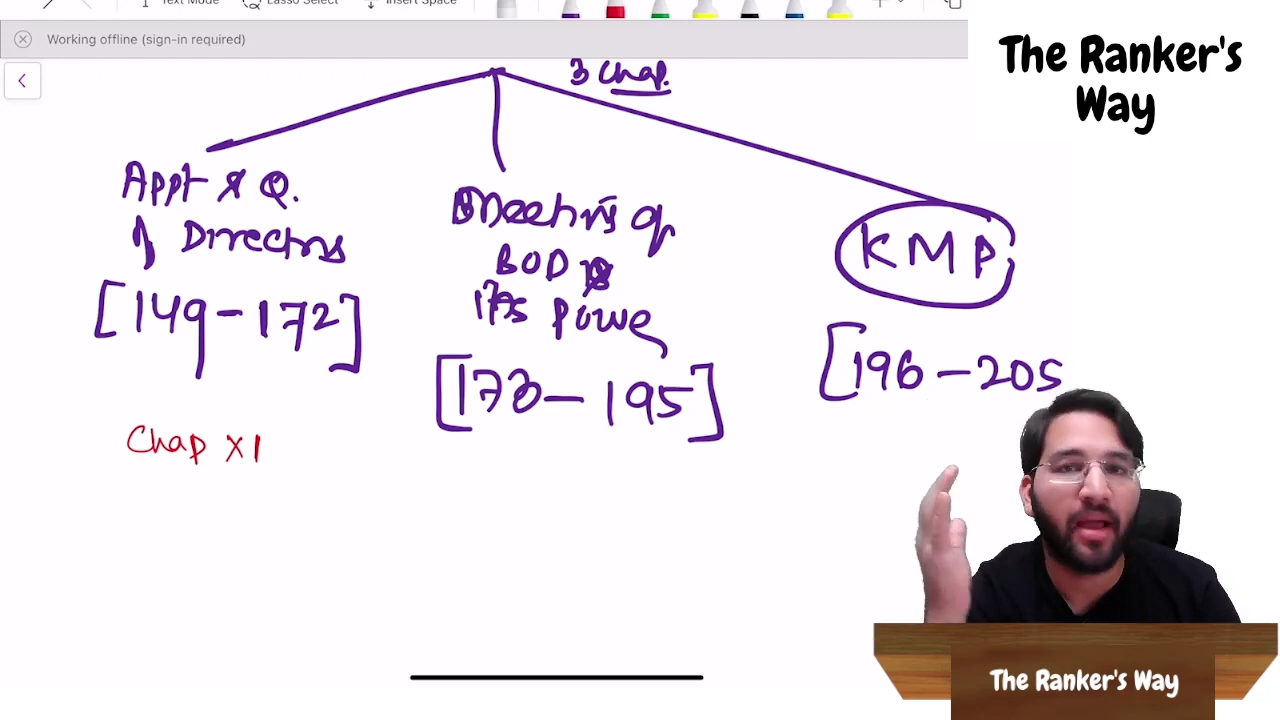 Text Mode
Lasso Select
Insert Space
Working offline (sign-in required)
The Ranker's
Way
3 Chap.
Appt & Q.
of Directors
[149-172]
Chap XI
Meetings of
BOD &
its Power
[173-195]
KMP
[196-205
The Ranker's Way